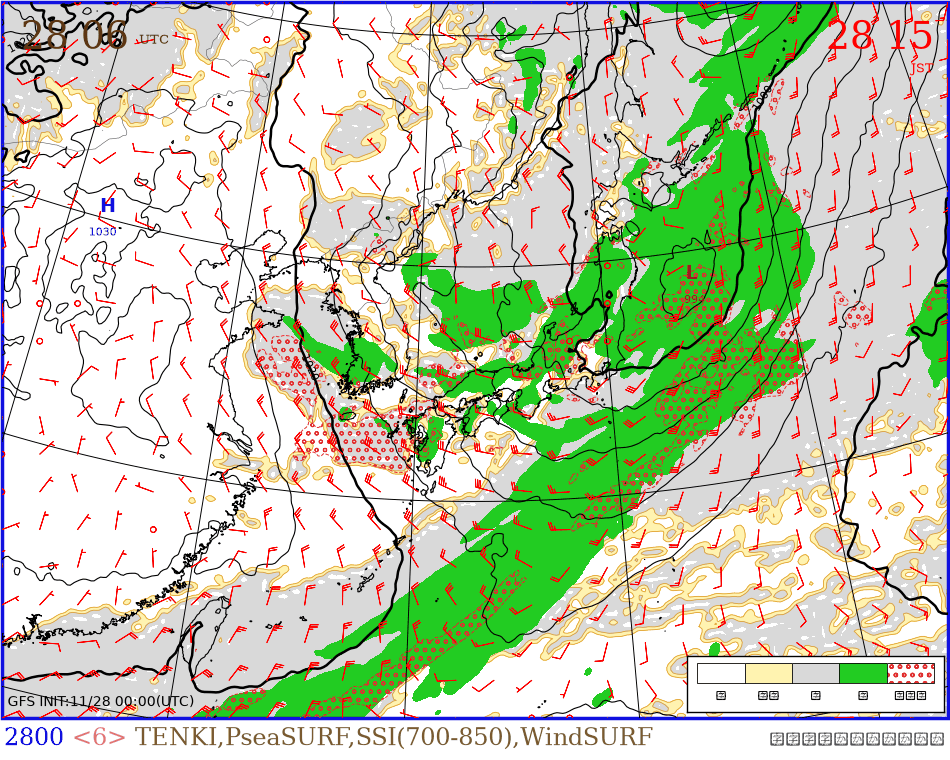 28 06 UTC
28 15
JST
1000
H
1030
L
GFS INIT:11/28 00:00(UTC)
2800 <6> TENKI,PseaSURF,SSI(700-850),WindSURF